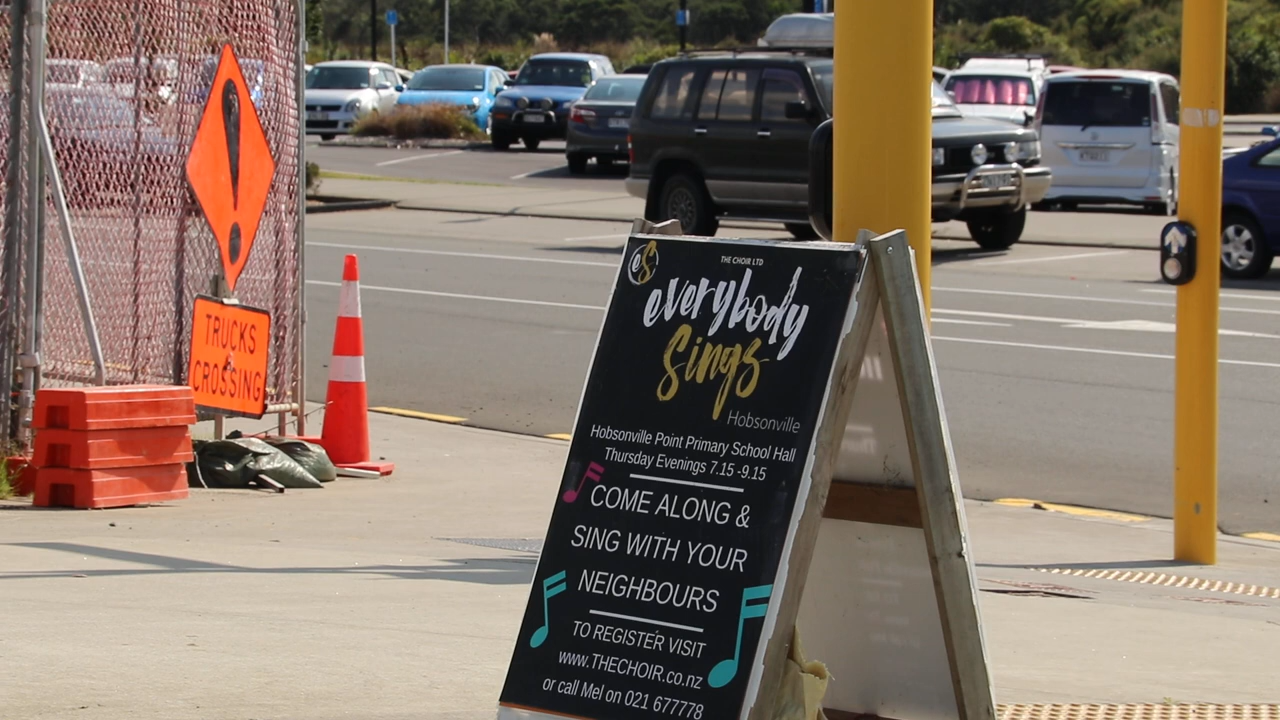 TRUCKS
CROSSING
eS
THE CHOIR LTD
everybody
Sings
Hobsonville
Hobsonville Point Primary School Hall
Thursday Evenings 7.15 -9.15
COME ALONG &
SING WITH YOUR
NEIGHBOURS
TO REGISTER VISIT
www.THECHOIR.co.nz
or call Mel on 021 677778